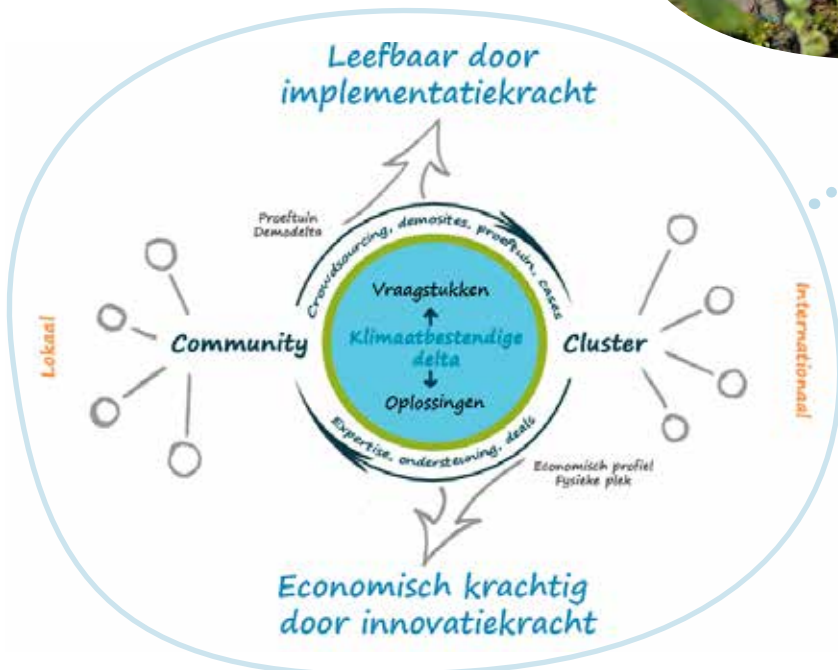 Leefbaar door
implementatiekracht
Proeftuin
Demodelta
Crowdsourcing, demosites, proeftuin, cases
Vraagstukken
Klimaatbestendige
delta
Oplossingen
Community
Cluster
Lokaal
Internationaal
Expertise, ondersteuning, deals
Economisch profiel
Fysieke plek
Economisch krachtig
door innovatiekracht